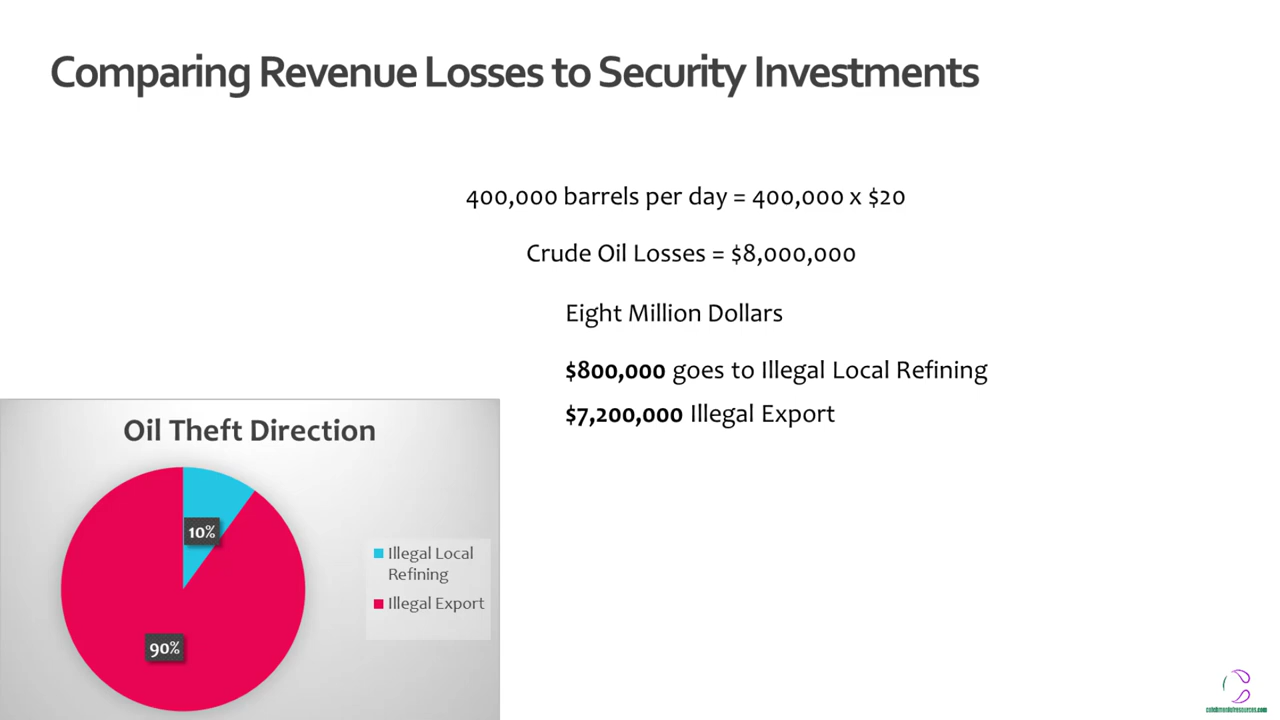 Comparing Revenue Losses to Security Investments
400,000 barrels per day = 400,000 x $20
Crude Oil Losses = $8,000,000
Eight Million Dollars
$800,000 goes to Illegal Local Refining
$7,200,000 Illegal Export
Oil Theft Direction
10%
90%
Illegal Local
Refining
Illegal Export